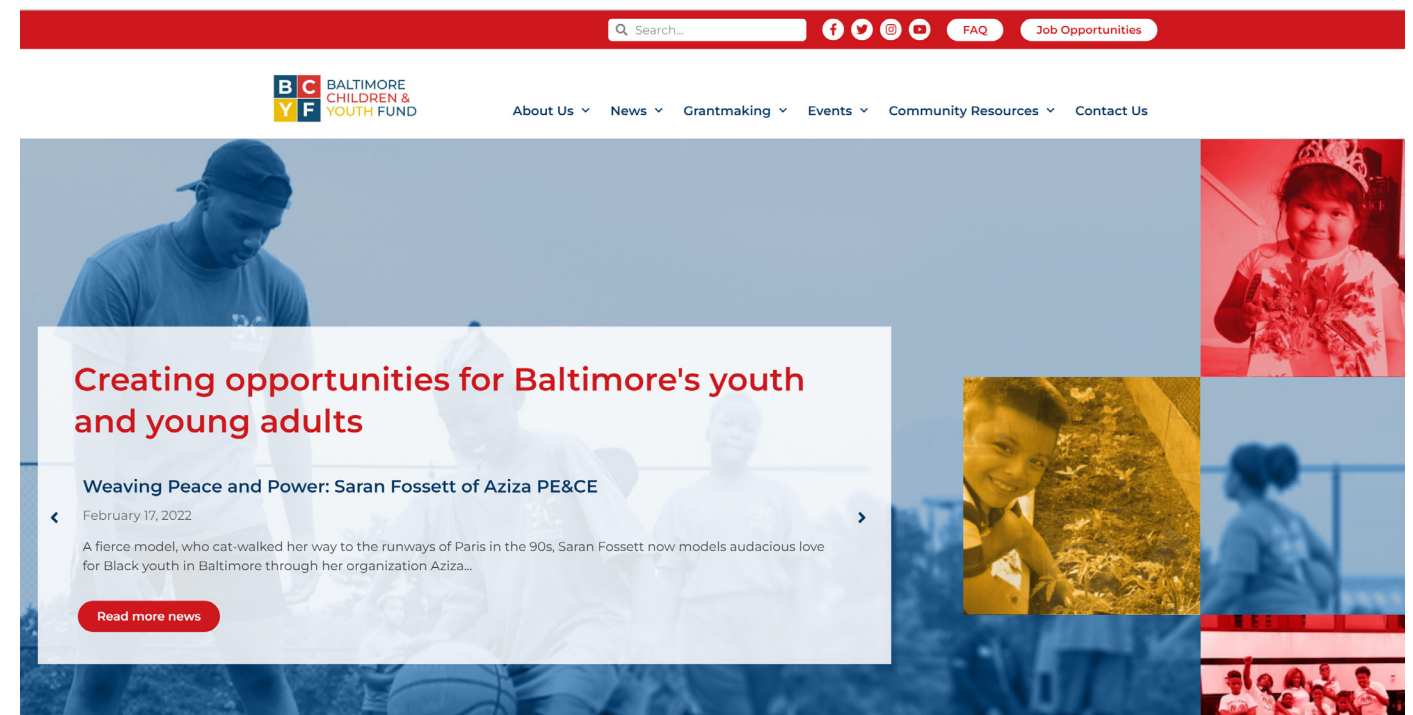 Search...
FAQ
Job Opportunities
B C
Y F
BALTIMORE
CHILDREN &
YOUTH FUND
About Us
News
Grantmaking
Events
Community Resources
Contact Us
Creating opportunities for Baltimore's youth
and young adults
Weaving Peace and Power: Saran Fossett of Aziza PE&CE
February 17, 2022
A fierce model, who cat-walked her way to the runways of Paris in the 90s, Saran Fossett now models audacious love
for Black youth in Baltimore through her organization Aziza...
Read more news